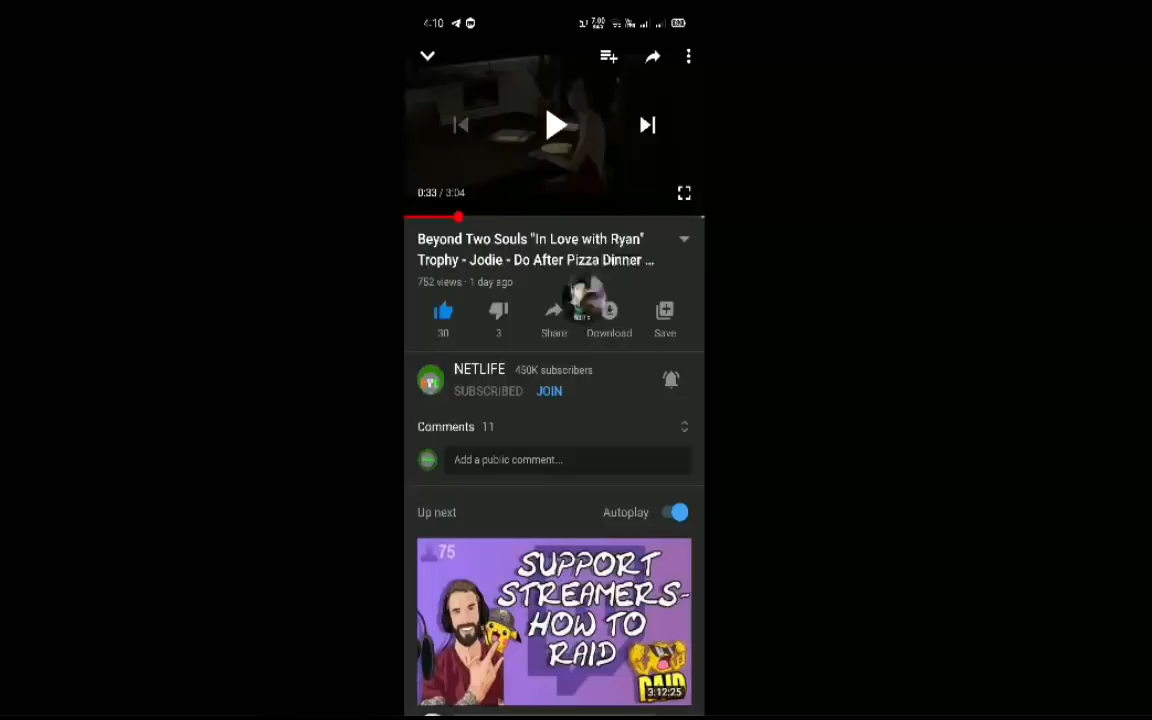 4:10
7.00
0:33 / 3:04
Beyond Two Souls "In Love with Ryan"
Trophy - Jodie - Do After Pizza Dinner ...
752 views · 1 day ago
30
3
Share
Download
Save
NETLIFE 450K subscribers
SUBSCRIBED JOIN
Comments 11
Add a public comment...
Up next
Autoplay
75
SUPPORT
STREAMERS-
HOW TO
RAID
RAID
3:12:25